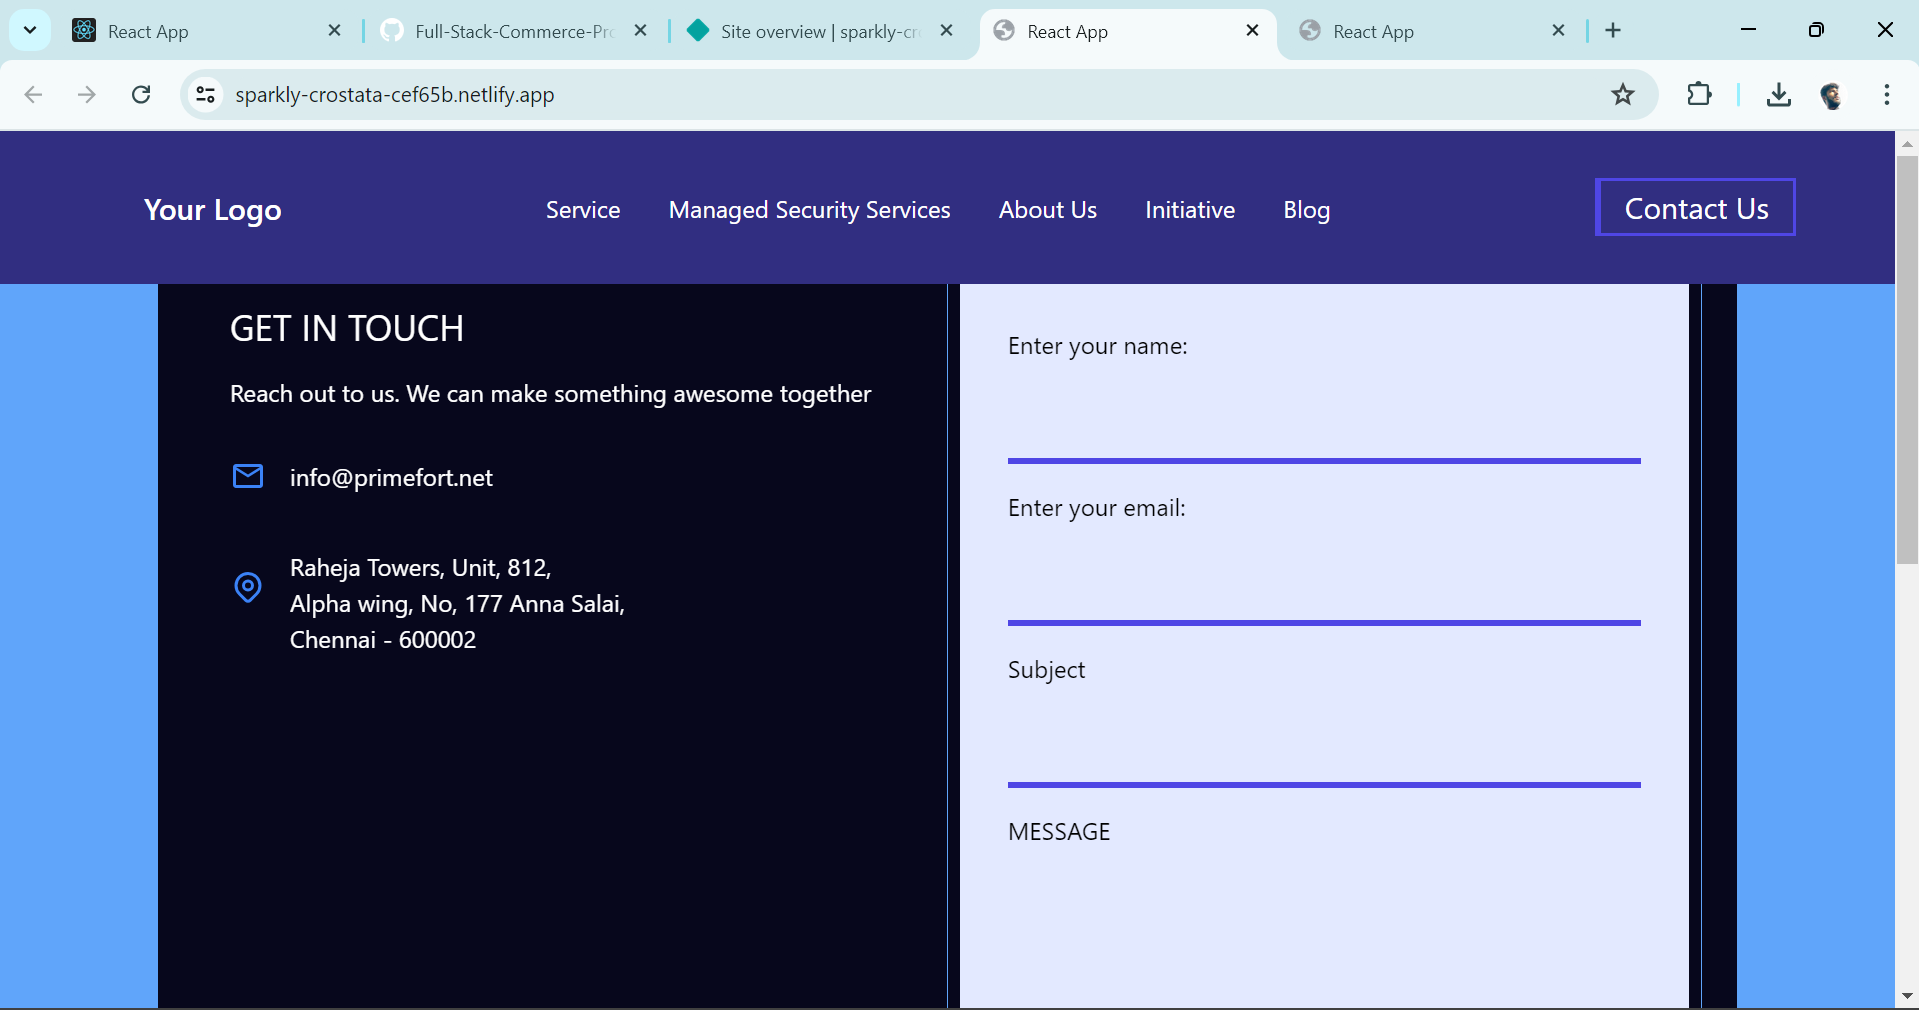 React App
Full-Stack-Commerce-Pro
Site overview | sparkly-cro
React App
React App
sparkly-crostata-cef65b.netlify.app
Your Logo
Service
Managed Security Services
About Us
Initiative
Blog
Contact Us
GET IN TOUCH
Reach out to us. We can make something awesome together
info@primefort.net
Raheja Towers, Unit, 812,
Alpha wing, No, 177 Anna Salai,
Chennai - 600002
Enter your name:
Enter your email:
Subject
MESSAGE